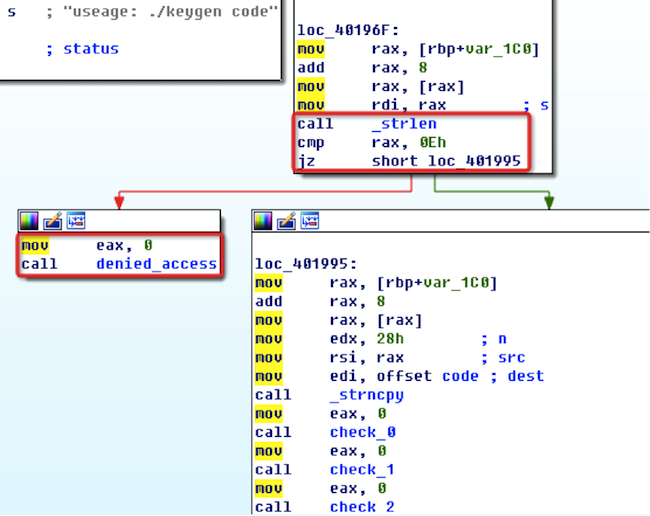 s ; "useage: ./keygen code"
; status
loc_40196F:
mov rax, [rbp+var_1C0]
add rax, 8
mov rax, [rax]
mov rdi, rax ; s
call _strlen
cmp rax, 0Eh
jz short loc_401995
mov eax, 0
call denied_access
loc_401995:
mov rax, [rbp+var_1C0]
add rax, 8
mov rax, [rax]
mov edx, 28h ; n
mov rsi, rax ; src
mov edi, offset code ; dest
call _strncpy
mov eax, 0
call check_0
mov eax, 0
call check_1
mov eax, 0
call check_2